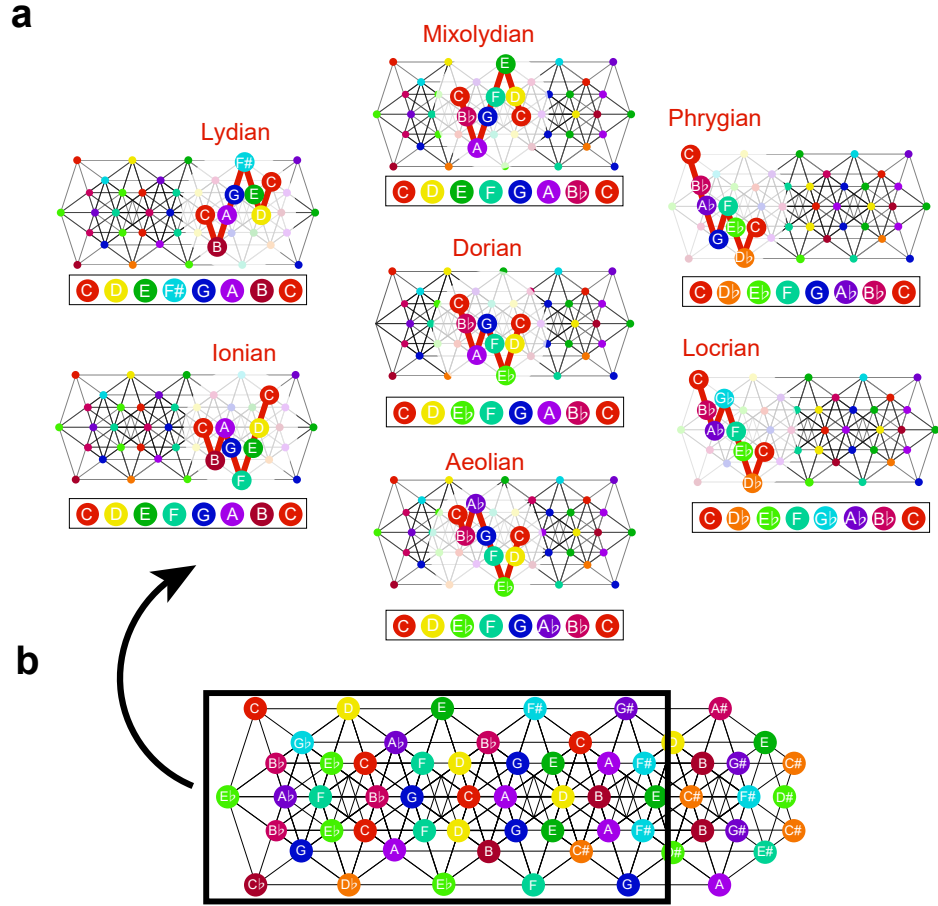 a
Mixolydian
E
C F D
B♭ G C
A
C D E F G A B♭ C
Lydian
F#
C
G E
C A D
B
C D E F# G A B C
Phrygian
C
B♭
A♭ F
E♭ C
G
D♭
C D♭ E♭ F G A♭ B♭ C
Dorian
C
B♭ G C
F D
A
E♭
C D E♭ F G A B♭ C
Ionian
C
C A D
G E
B
F
C D E F G A B C
Locrian
C
G♭
B♭
A♭ F
E♭ C
D♭
C D♭ E♭ F G♭ A♭ B♭ C
Aeolian
A♭
C
B♭ G C
F D
E♭
C D E♭ F G A♭ B♭ C
b
C D E F# G# A#
G♭ A♭ B♭ C D E
B♭ E♭ C F D G E A F# B G# C#
E♭ A♭ F B♭ G C A D B E C# F# D#
B♭ E♭ C F D G E A F# B G# C#
G A B C# D# E#
C♭ D♭ E♭ F G A